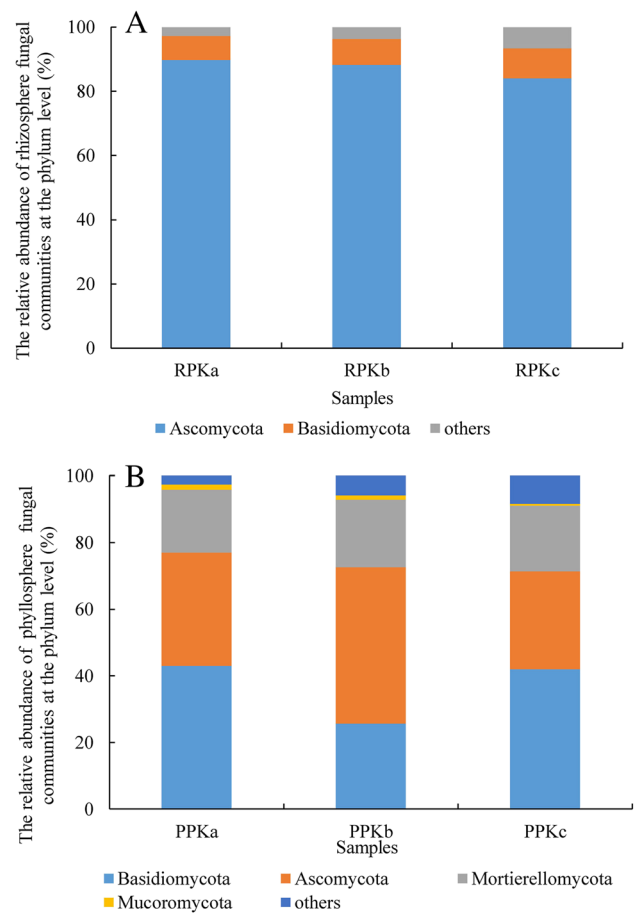 A
The relative abundance of rhizosphere fungal
communities at the phylum level (%)
100
80
60
40
20
0
RPKa RPKb RPKc
Samples
Ascomycota Basidiomycota others
B
The relative abundance of phyllosphere fungal
communities at the phylum level (%)
100
80
60
40
20
0
PPKa PPKb PPKc
Samples
Basidiomycota Ascomycota Mortierellomycota
Mucoromycota others